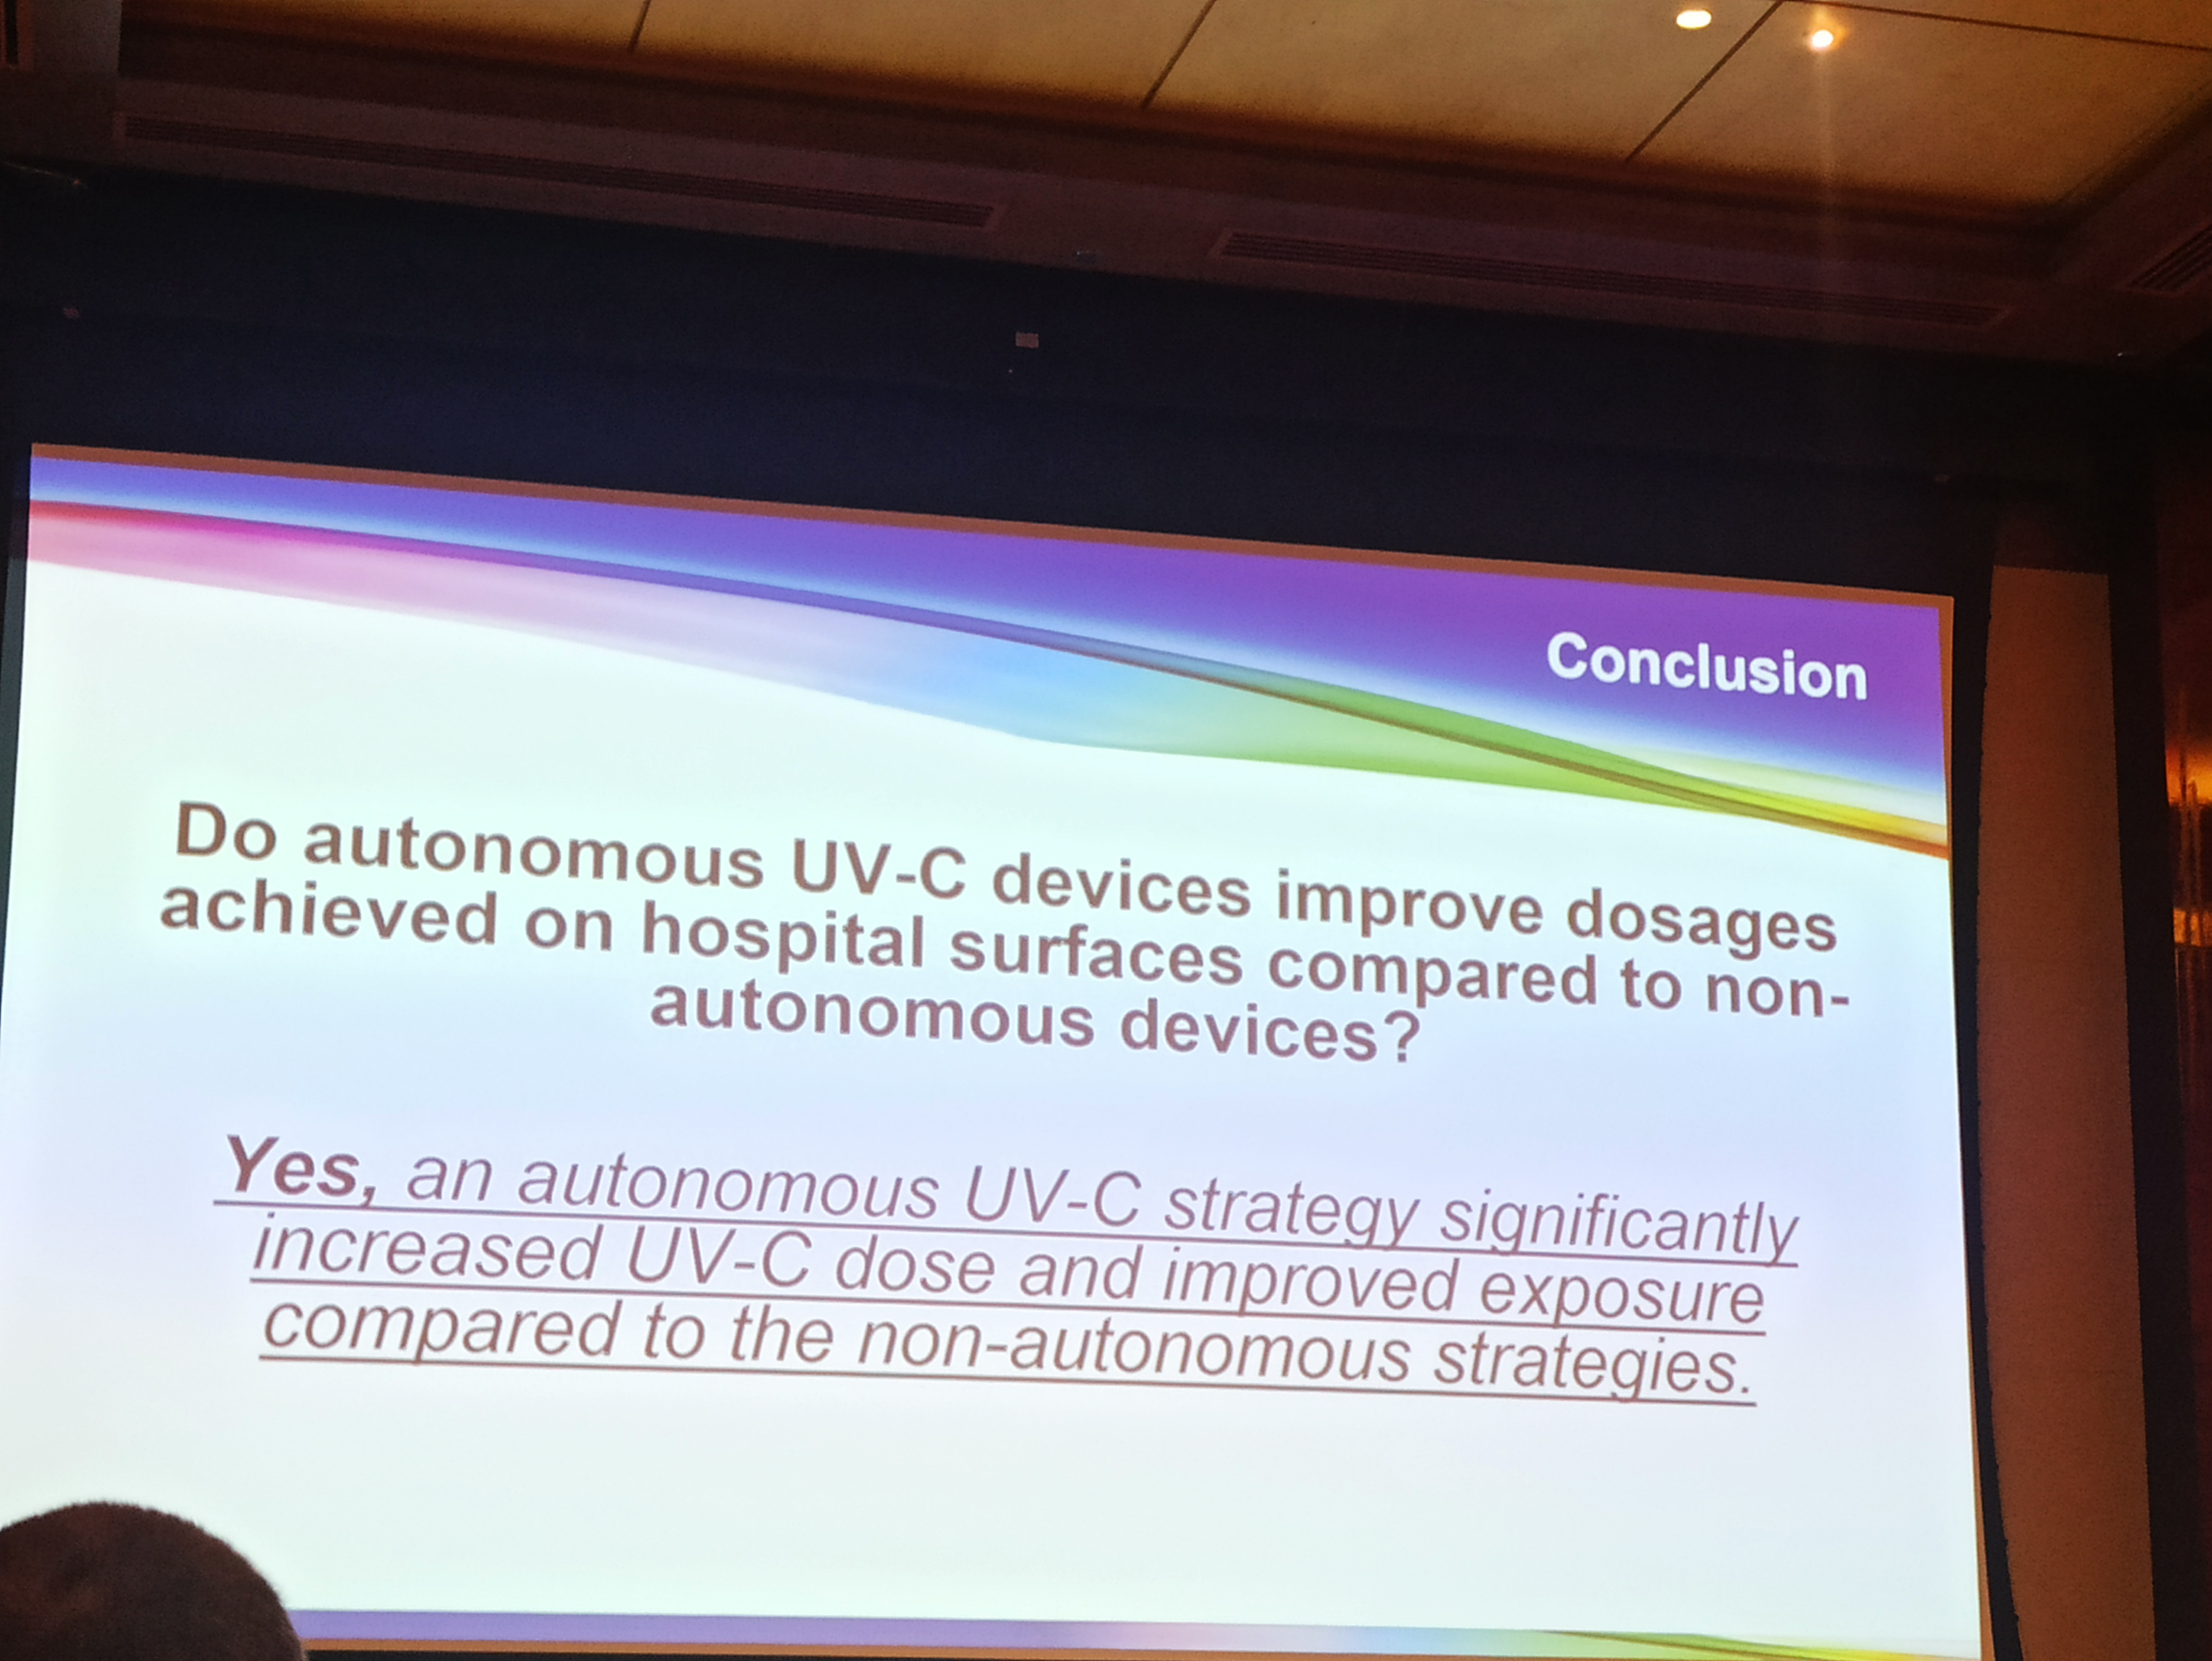 Conclusion
Do autonomous UV-C devices improve dosages
achieved on hospital surfaces compared to non-
autonomous devices?
Yes, an autonomous UV-C strategy significantly
increased UV-C dose and improved exposure
compared to the non-autonomous strategies.